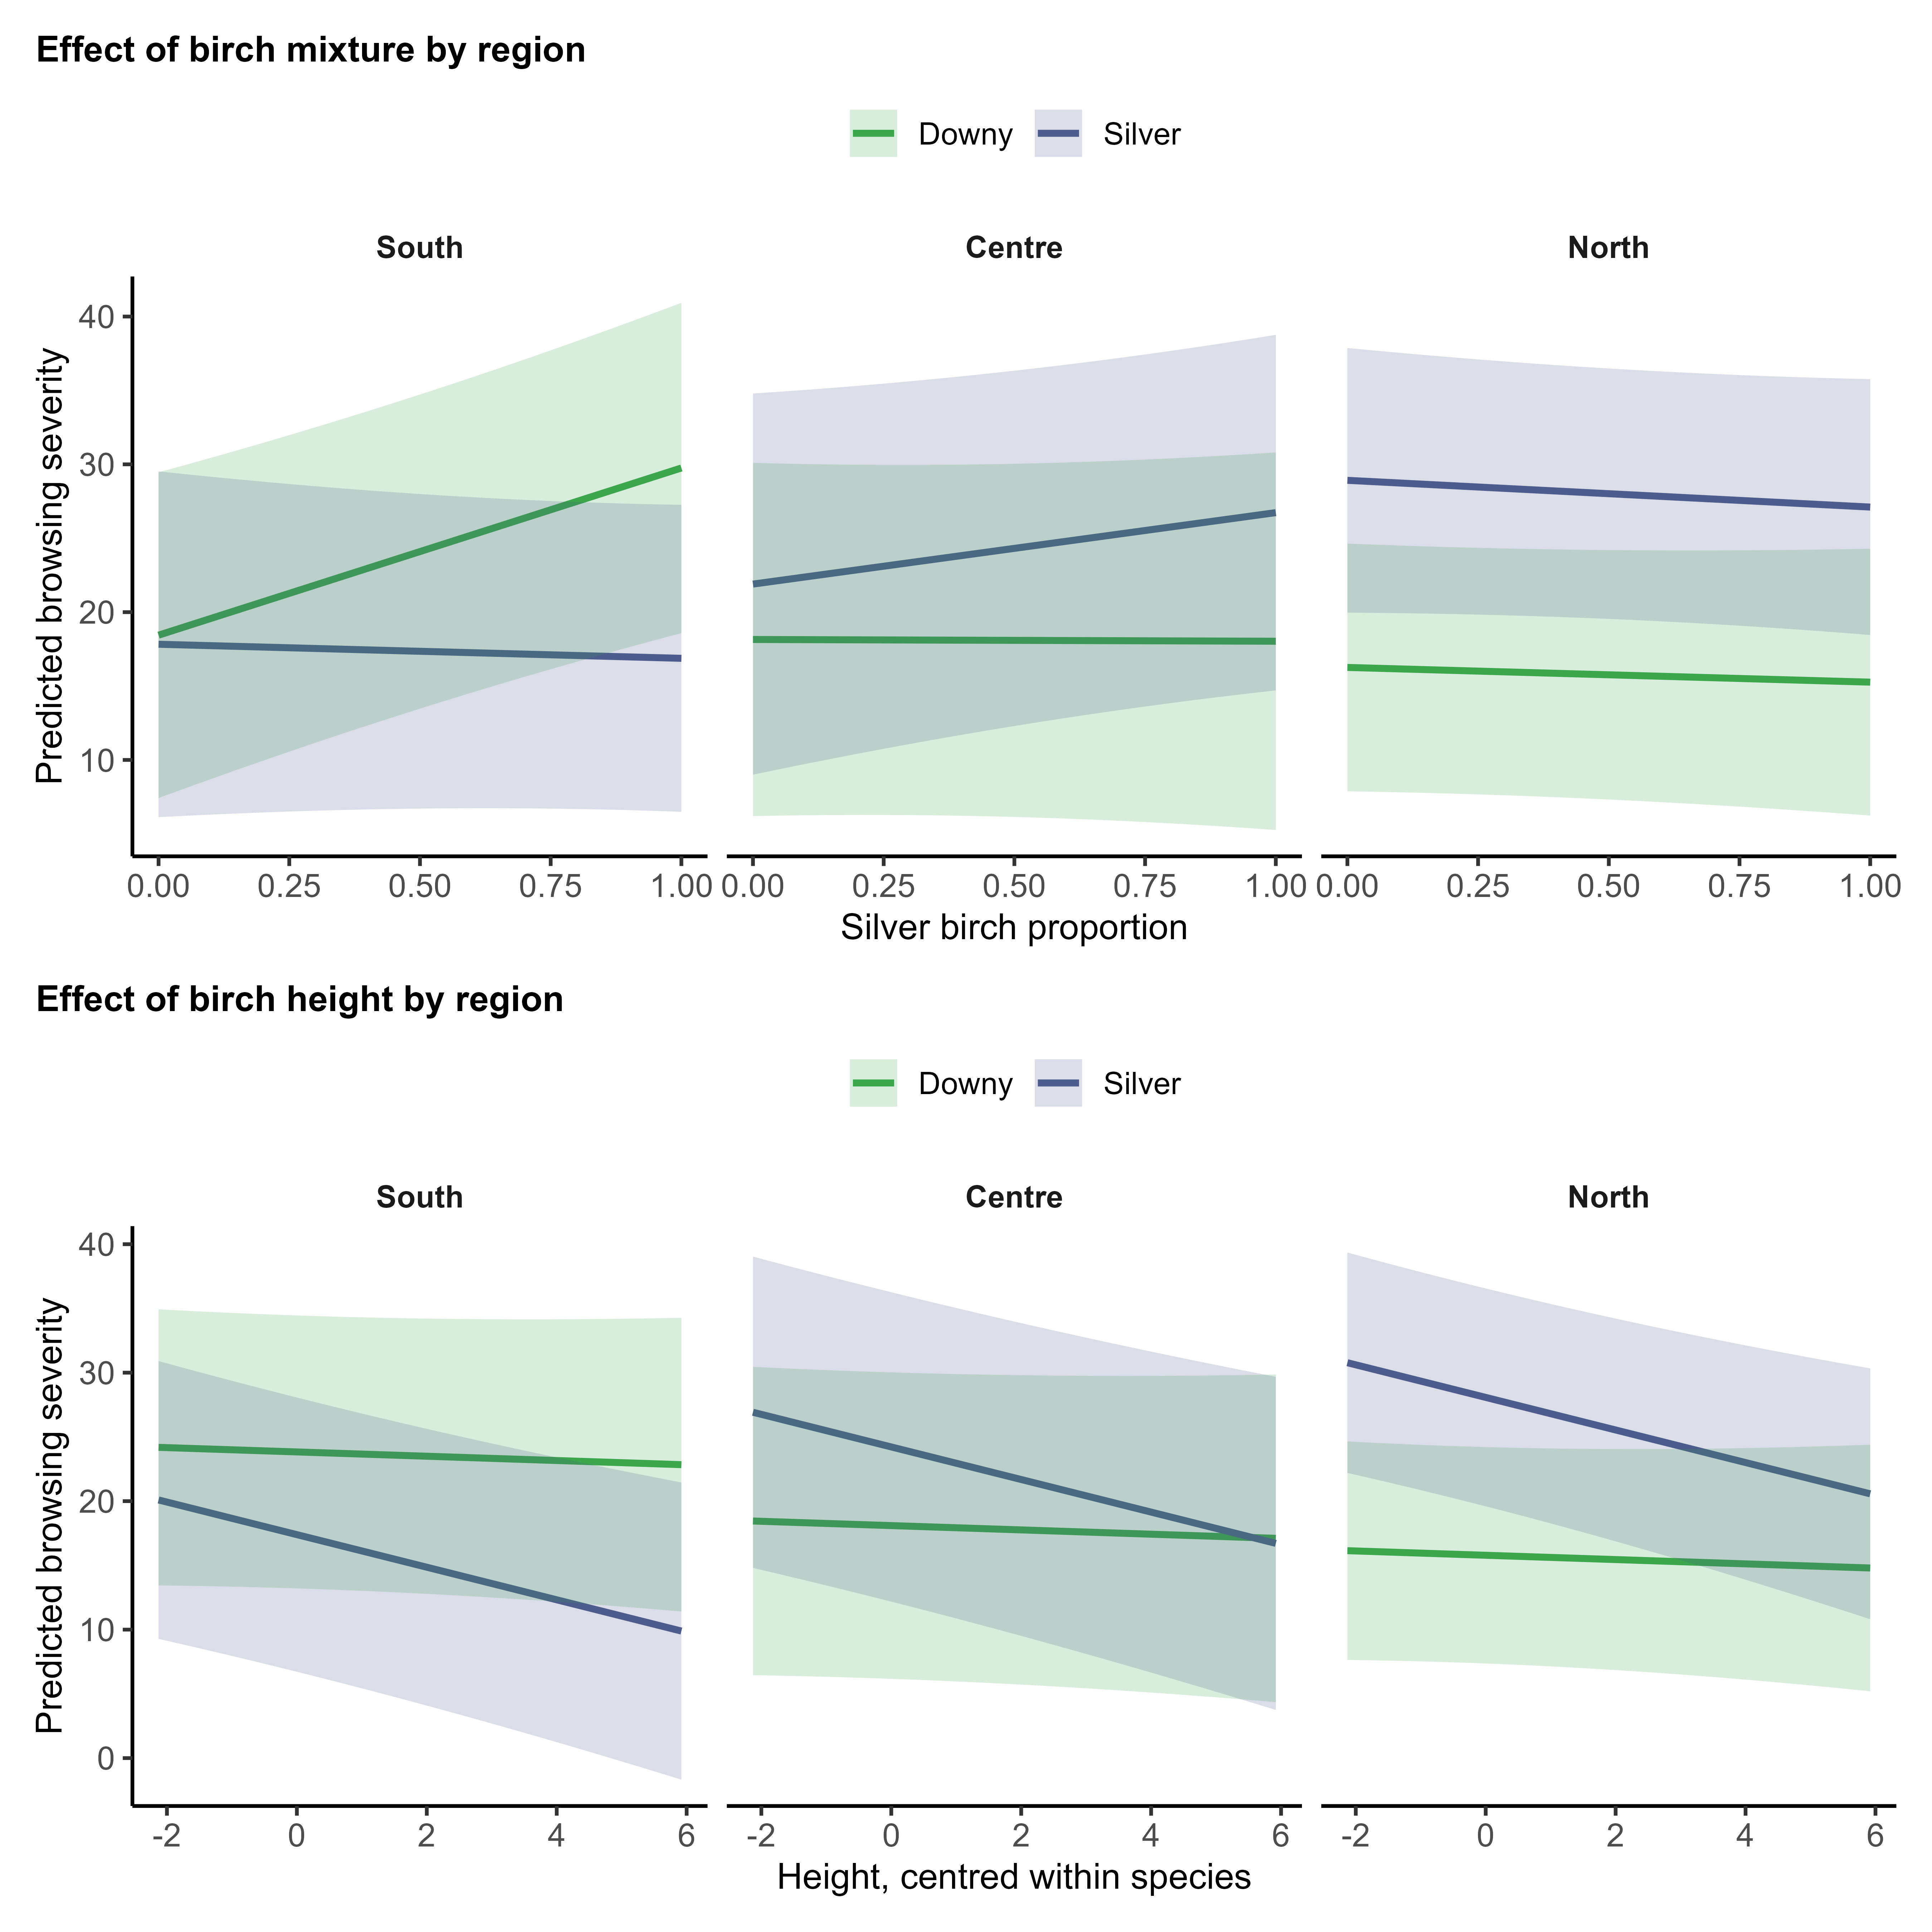 Effect of birch mixture by region
Downy Silver
South Centre North
Predicted browsing severity
40
30
20
10
0.00 0.25 0.50 0.75 1.00 0.00 0.25 0.50 0.75 1.00 0.00 0.25 0.50 0.75 1.00
Silver birch proportion
Effect of birch height by region
Downy Silver
South Centre North
Predicted browsing severity
40
30
20
10
0
-2 0 2 4 6 -2 0 2 4 6 -2 0 2 4 6
Height, centred within species